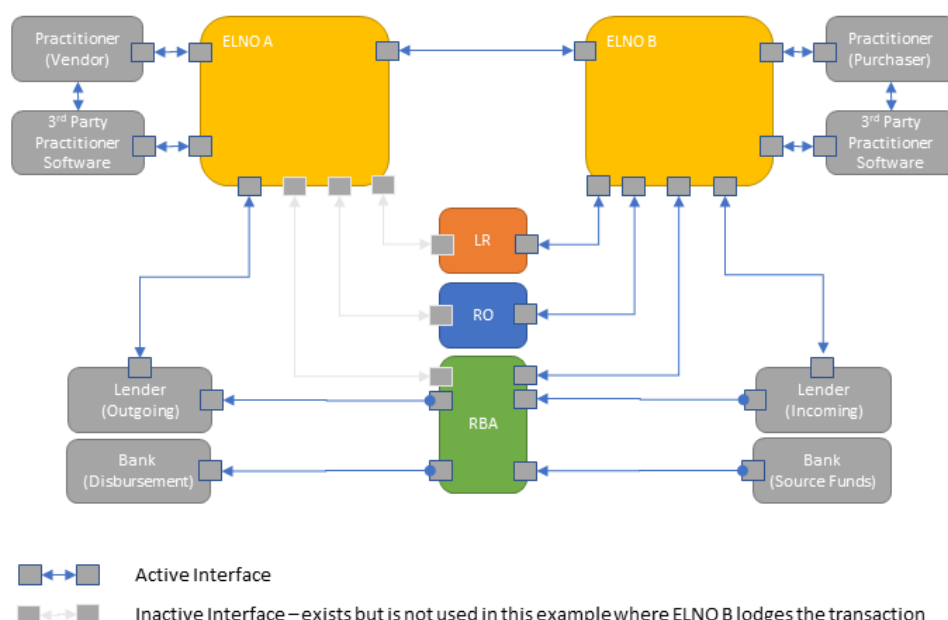 Practitioner
(Vendor)
ELNO A
ELNO B
Practitioner
(Purchaser)
3rd Party
Practitioner
Software
3rd Party
Practitioner
Software
LR
RO
RBA
Lender
(Outgoing)
Lender
(Incoming)
Bank
(Disbursement)
Bank
(Source Funds)
Active Interface
Inactive Interface – exists but is not used in this example where ELNO B lodges the transaction